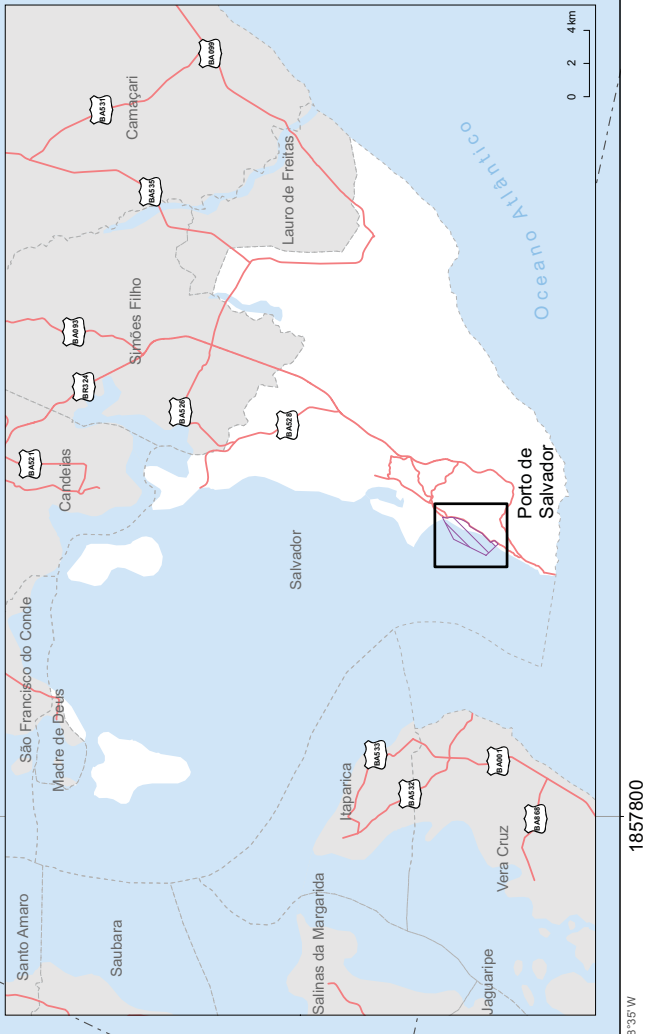 Santo Amaro
São Francisco do Conde
Candeias
BA521
BR324
BA093
BA531
Camaçari
BA099
Madre de Deus
Simões Filho
BA535
Saubara
BA526
Lauro de Freitas
BA528
4 km
2
0
Salvador
Oceano Atlântico
Salinas da Margarida
Itaparica
BA533
BA532
Porto de
Salvador
BA001
Vera Cruz
BA868
Jaguaripe
1857800
8°35' W